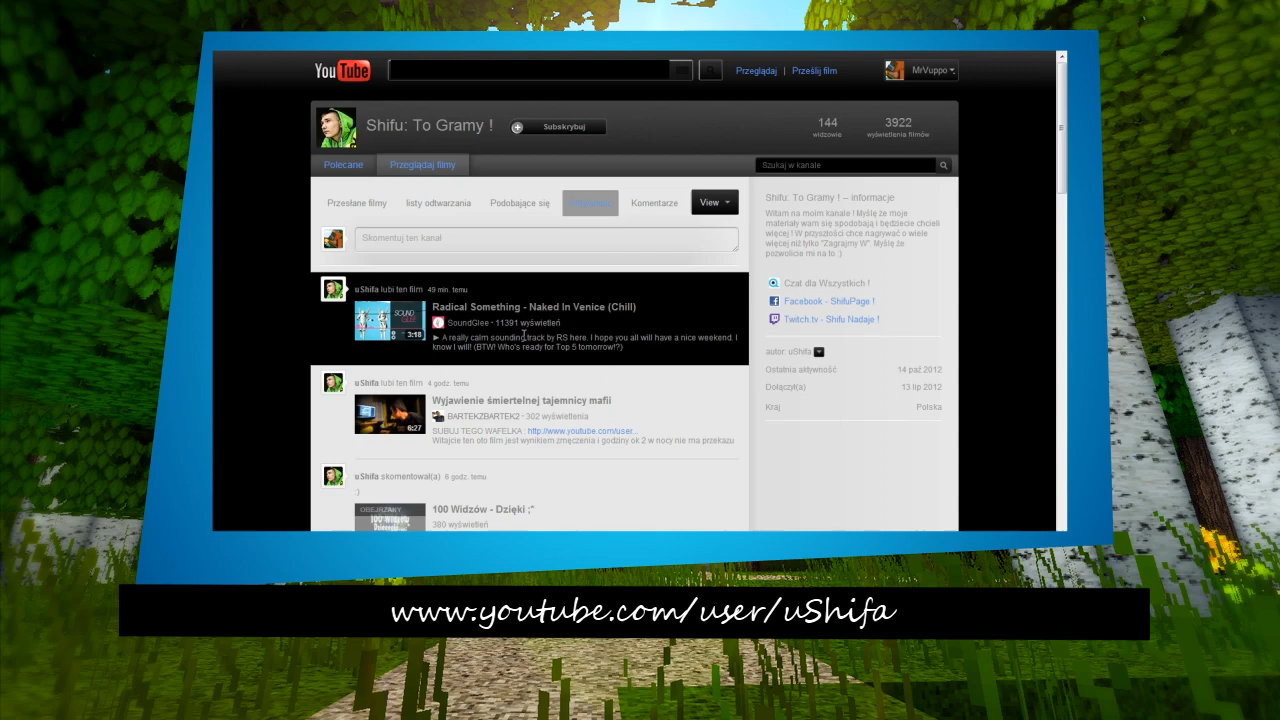 YouTube
Przeglądaj | Prześlij film
MrVuppo
Shifu: To Gramy !
Subskrybuj
144
widzowie
3922
wyświetlenia filmów
Polecane
Przeglądaj filmy
Szukaj w kanale
Przesłane filmy
listy odtwarzania
Podobające się
Komentarze
View
Skomentuj ten kanał
uShifa lubi ten film 49 min. temu
SOUND
GLEE
3:18
Radical Something - Naked In Venice (Chill)
SoundGlee - 11391 wyświetleń
► A really calm sounding track by RS here. I hope you all will have a nice weekend. I
know I will! (BTW! Who's ready for Top 5 tomorrow!?)
uShifa lubi ten film 4 godz. temu
6:27
Wyjawienie śmiertelnej tajemnicy mafii
BARTEKZBARTEK2 - 302 wyświetlenia
SUBUJ TEGO WAFELKA : http://www.youtube.com/user...
Witajcie ten oto film jest wynikiem zmęczenia i godziny ok 2 w nocy nie ma przekazu
uShifa skomentował(a) 6 godz. temu
:)
OBEJRZANY
100 Widzów
100 Widzów - Dzięki ;*
380 wyświetleń
Shifu: To Gramy ! – informacje
Witam na moim kanale ! Myślę że moje
materiały wam się spodobają i będziecie chcieli
więcej ! W przyszłości chce nagrywać o wiele
więcej niż tylko "Zagrajmy W". Myślę że
pozwolicie mi na to :)
Czat dla Wszystkich !
Facebook - ShifuPage !
Twitch.tv - Shifu Nadaje !
autor: uShifa
Ostatnia aktywność 14 paź 2012
Dołączył(a) 13 lip 2012
Kraj Polska
www.youtube.com/user/uShifa